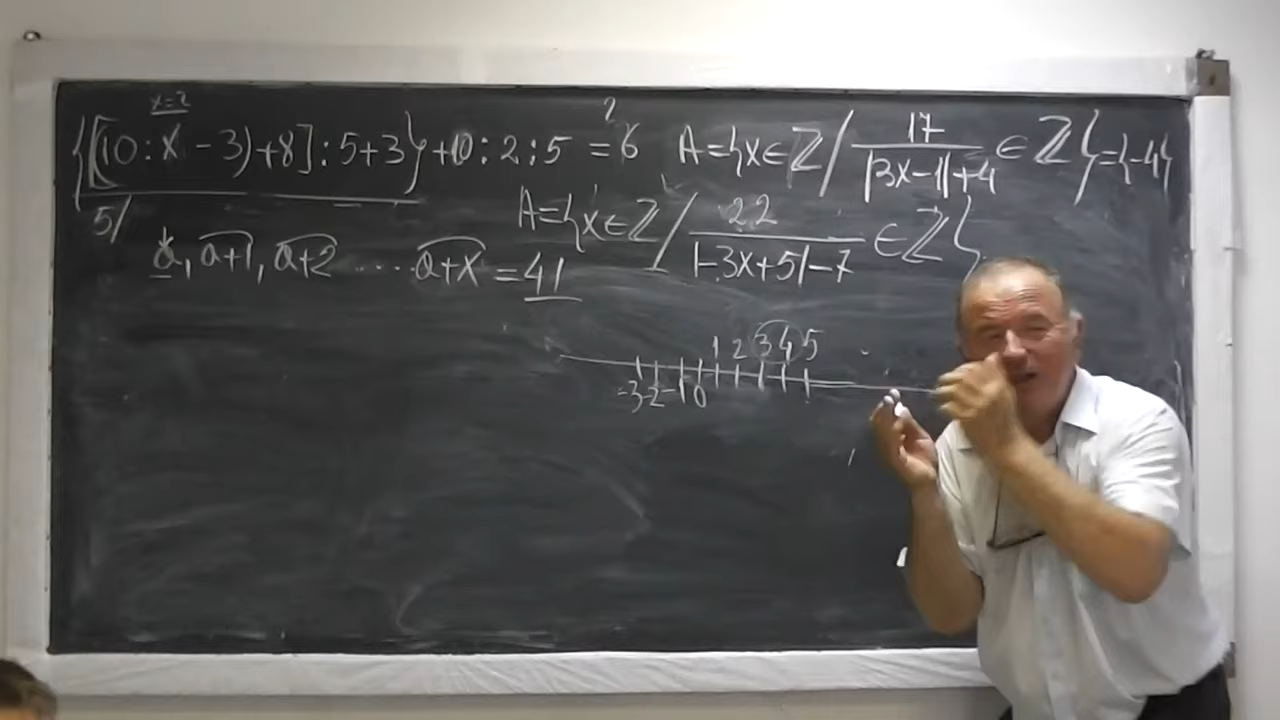 x=2
{[(10:x-3)+8]:5+3}+10:2:5 =? 6
5/
a, a+1, a+2 .... a+x = 41
A={x∈ℤ/ 17/(|3x-1|+4) ∈ℤ}={-4}
A={x∈ℤ/ 22/(|-3x+5|-7) ∈ℤ}
1 2 3 4 5
-3 -2 -1 0